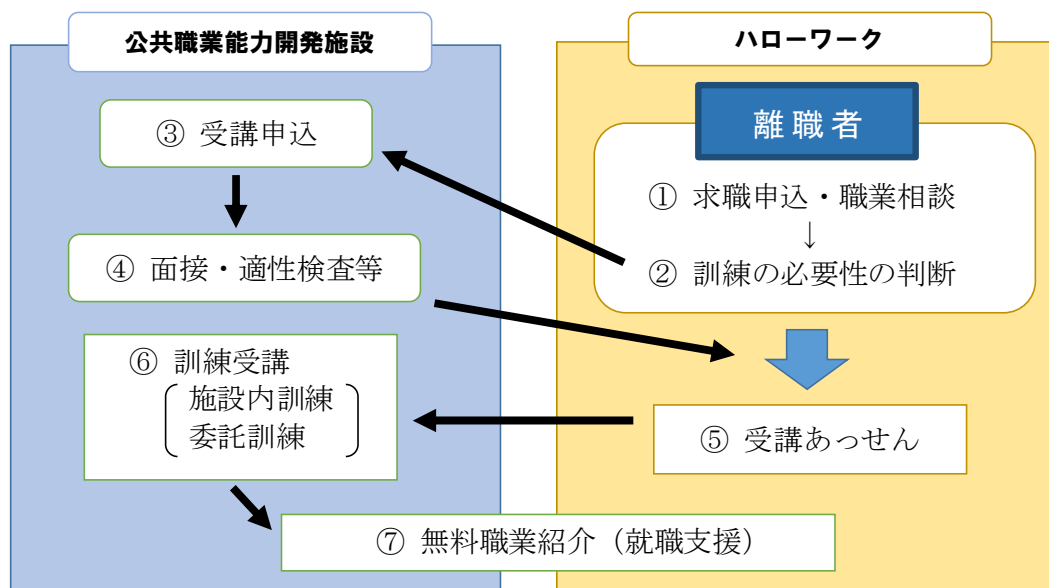 公共職業能力開発施設
③ 受講申込
④ 面接・適性検査等
⑥ 訓練受講
施設内訓練
委託訓練
ハローワーク
離職者
① 求職申込・職業相談
↓
② 訓練の必要性の判断
⑤ 受講あっせん
⑦ 無料職業紹介（就職支援）